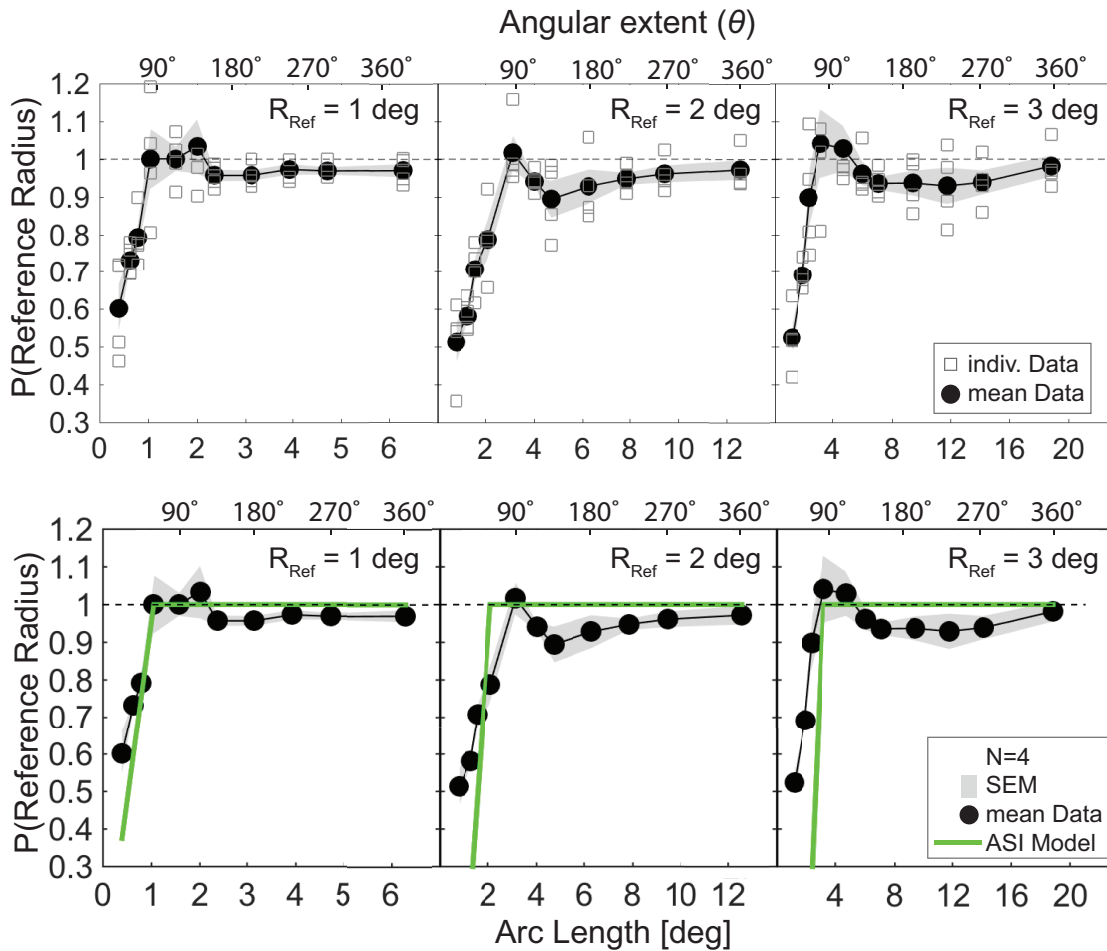 Angular extent (θ)
90° 180° 270° 360° 90° 180° 270° 360° 90° 180° 270° 360°
P(Reference Radius)
1.2
1.1
1
0.9
0.8
0.7
0.6
0.5
0.4
0.3
R_Ref = 1 deg
R_Ref = 2 deg
R_Ref = 3 deg
indiv. Data
mean Data
0 1 2 3 4 5 6 2 4 6 8 10 12 4 8 12 16 20
90° 180° 270° 360° 90° 180° 270° 360° 90° 180° 270° 360°
P(Reference Radius)
1.2
1.1
1
0.9
0.8
0.7
0.6
0.5
0.4
0.3
R_Ref = 1 deg
R_Ref = 2 deg
R_Ref = 3 deg
N=4
SEM
mean Data
ASI Model
0 1 2 3 4 5 6 2 4 6 8 10 12 4 8 12 16 20
Arc Length [deg]